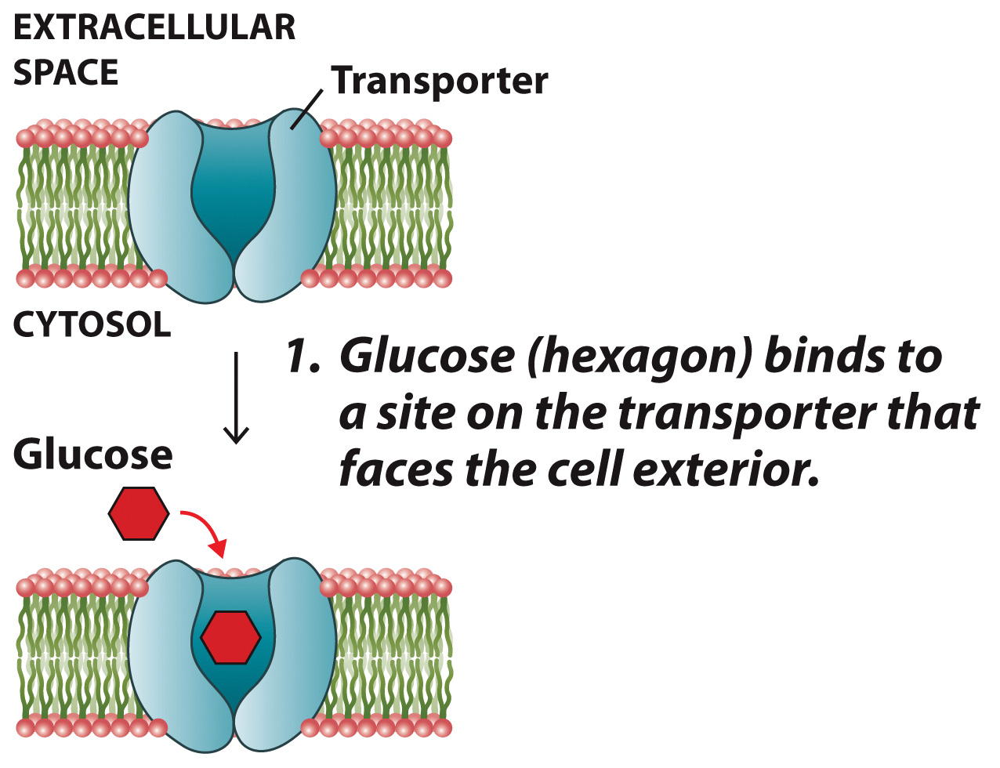 EXTRACELLULAR
SPACE
Transporter
CYTOSOL
1. Glucose (hexagon) binds to
a site on the transporter that
faces the cell exterior.
Glucose